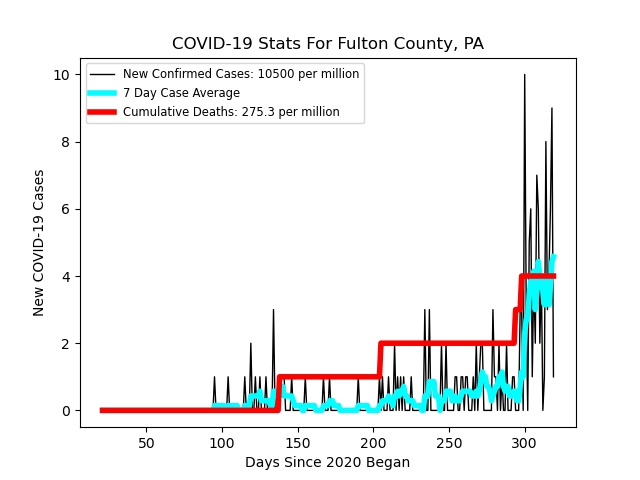 COVID-19 Stats For Fulton County, PA
New Confirmed Cases: 10500 per million
7 Day Case Average
Cumulative Deaths: 275.3 per million
New COVID-19 Cases
10
8
6
4
2
0
50
100
150
200
250
300
Days Since 2020 Began